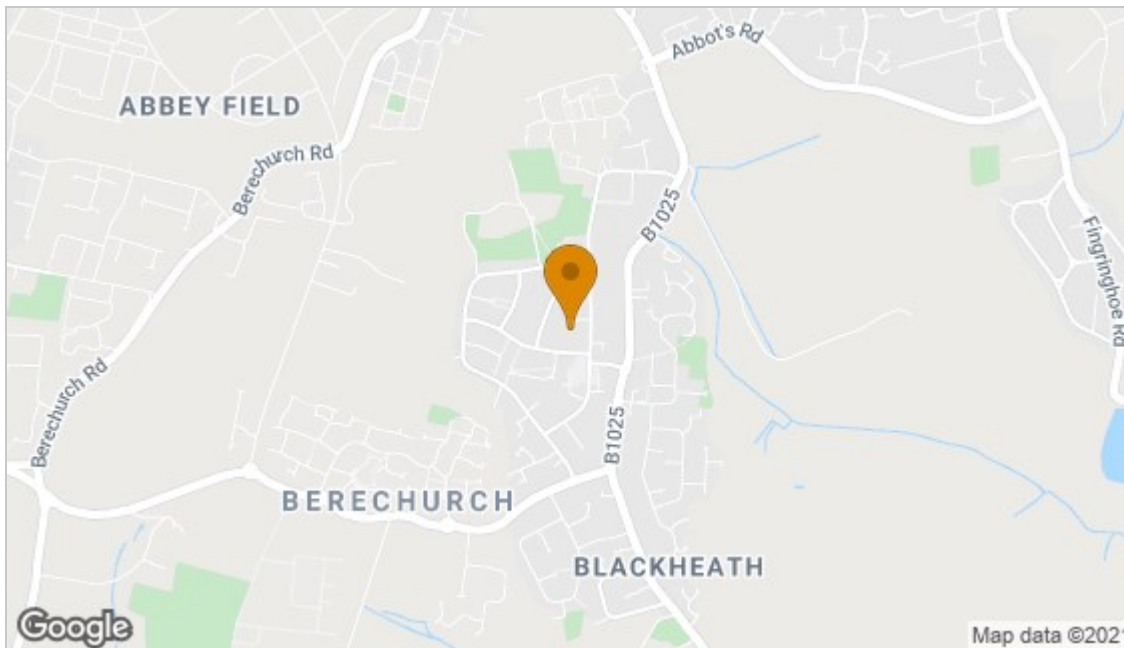 Abbot's Rd
ABBEY FIELD
Berechurch Rd
B1025
Fingringhoe Rd
Berechurch Rd
B1025
BERECHURCH
BLACKHEATH
Google
Map data ©2021